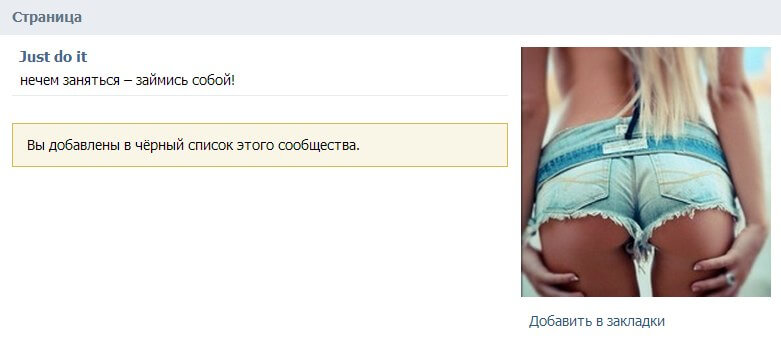 Страница
Just do it
нечем заняться – займись собой!
Вы добавлены в чёрный список этого сообщества.
Добавить в закладки